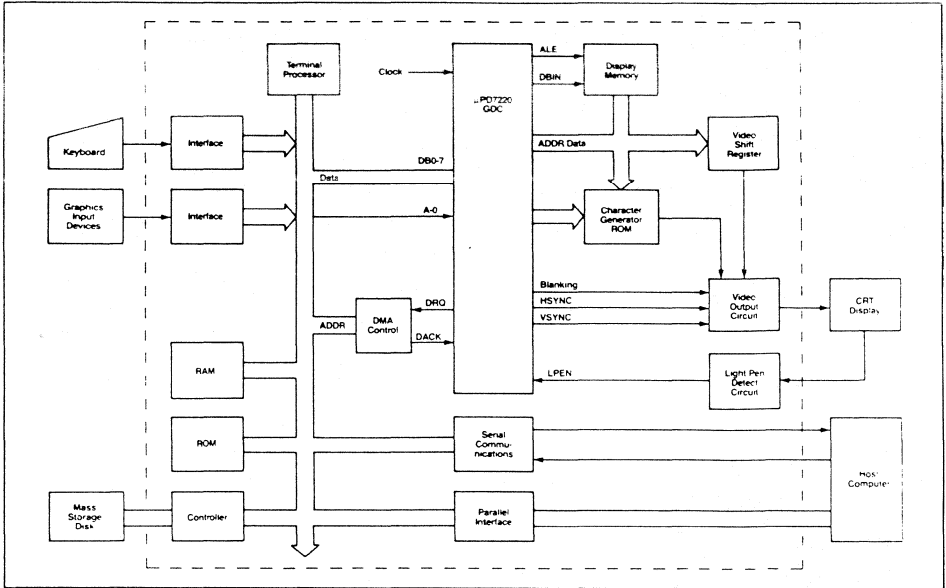 Terminal
Processor
Clock
µPD7220
GDC
ALE
DBIN
Display
Memory
Keyboard
Interface
ADDR Data
Video
Shift
Register
DB0-7
Data
Graphics
Input
Devices
Interface
A-0
Character
Generator
ROM
Blanking
HSYNC
VSYNC
Video
Output
Circuit
CRT
Display
DRQ
ADDR
DMA
Control
DACK
RAM
LPEN
Light Pen
Detect
Circuit
ROM
Serial
Commu-
nications
Host
Computer
Mass
Storage
Disk
Controller
Parallel
Interface